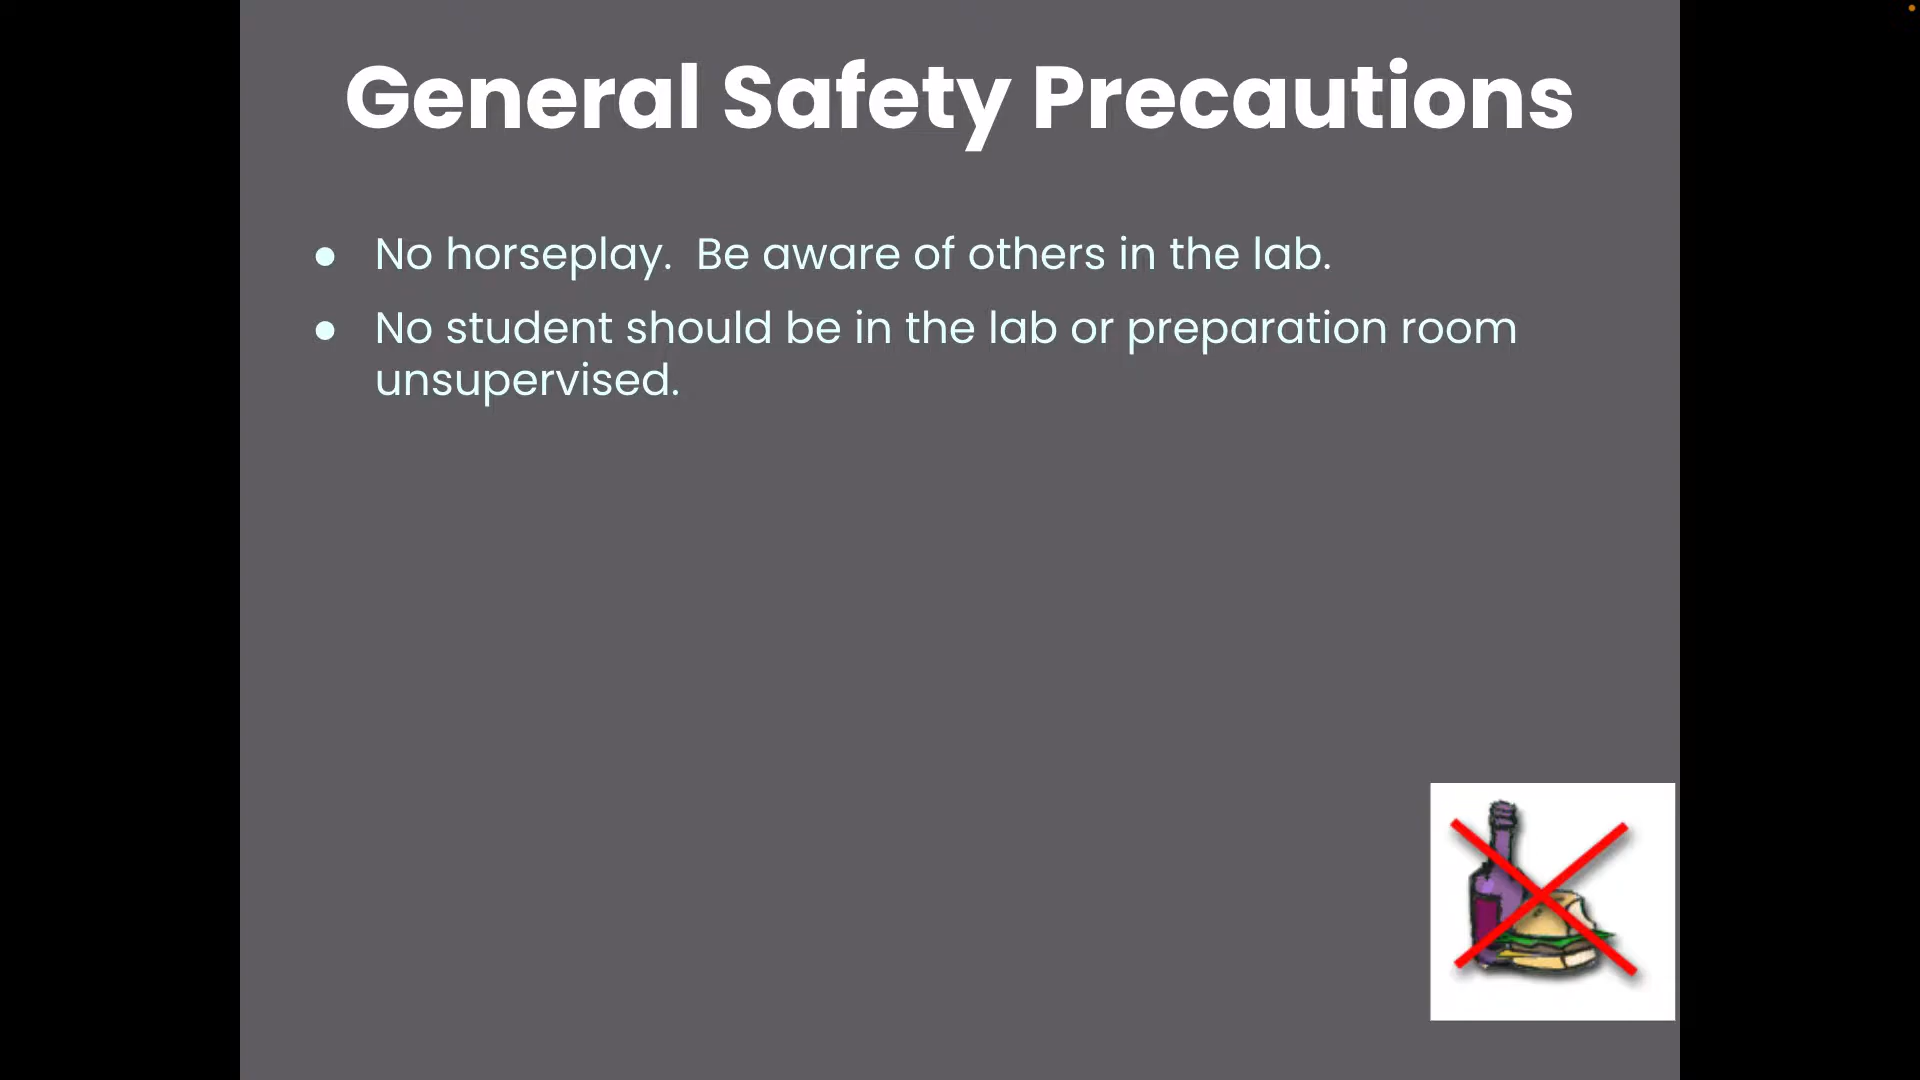 General Safety Precautions
● No horseplay.  Be aware of others in the lab.
● No student should be in the lab or preparation room
unsupervised.